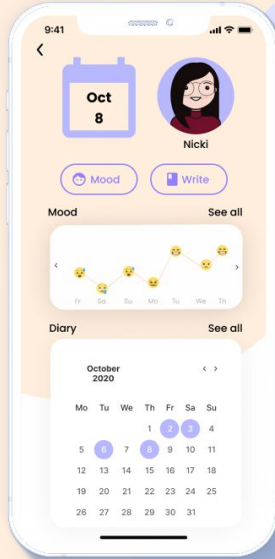 9:41
Oct
8
Nicki
Mood
Write
Mood
See all
Fr Sa Su Mo Tu We Th
Diary
See all
October
2020
Mo Tu We Th Fr Sa Su
1 2 3 4
5 6 7 8 9 10 11
12 13 14 15 16 17 18
19 20 21 22 23 24 25
26 27 28 29 30 31